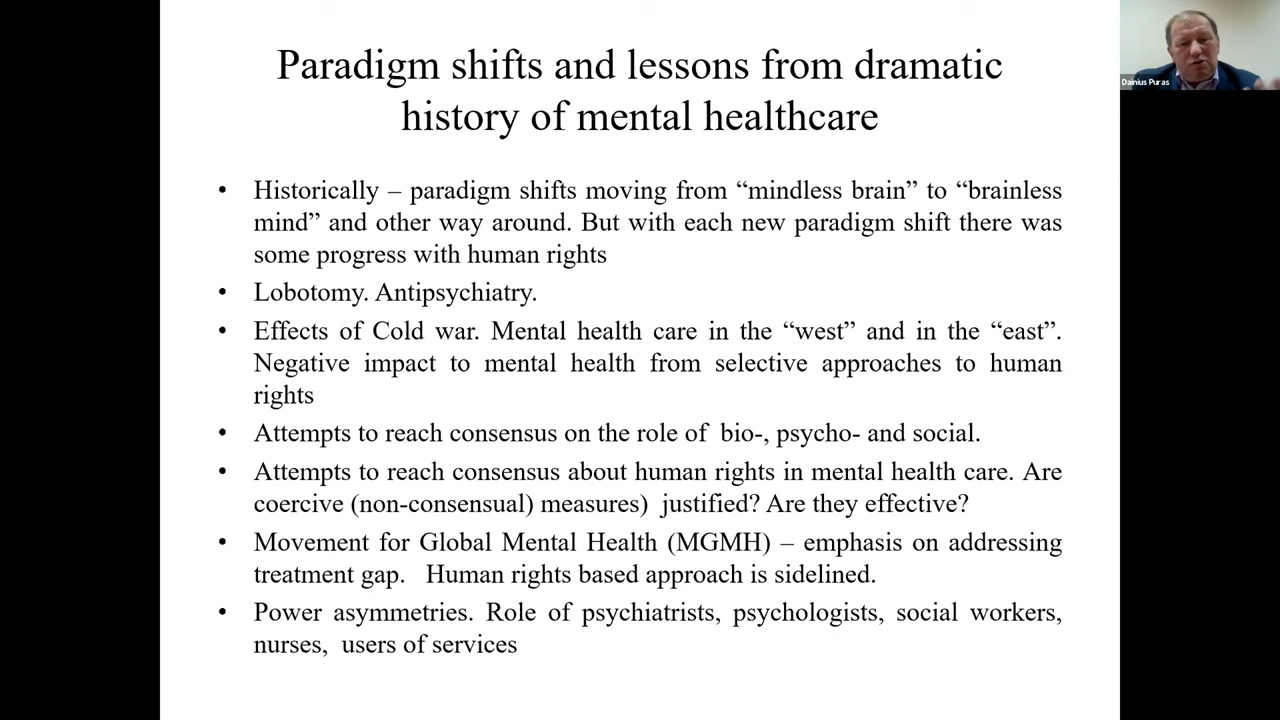 Paradigm shifts and lessons from dramatic
history of mental healthcare
Dainius Puras
• Historically – paradigm shifts moving from “mindless brain” to “brainless
mind” and other way around. But with each new paradigm shift there was
some progress with human rights
• Lobotomy. Antipsychiatry.
• Effects of Cold war. Mental health care in the “west” and in the “east”.
Negative impact to mental health from selective approaches to human
rights
• Attempts to reach consensus on the role of  bio-, psycho- and social.
• Attempts to reach consensus about human rights in mental health care. Are
coercive (non-consensual) measures)  justified? Are they effective?
• Movement for Global Mental Health (MGMH) – emphasis on addressing
treatment gap.   Human rights based approach is sidelined.
• Power asymmetries. Role of psychiatrists, psychologists, social workers,
nurses,  users of services